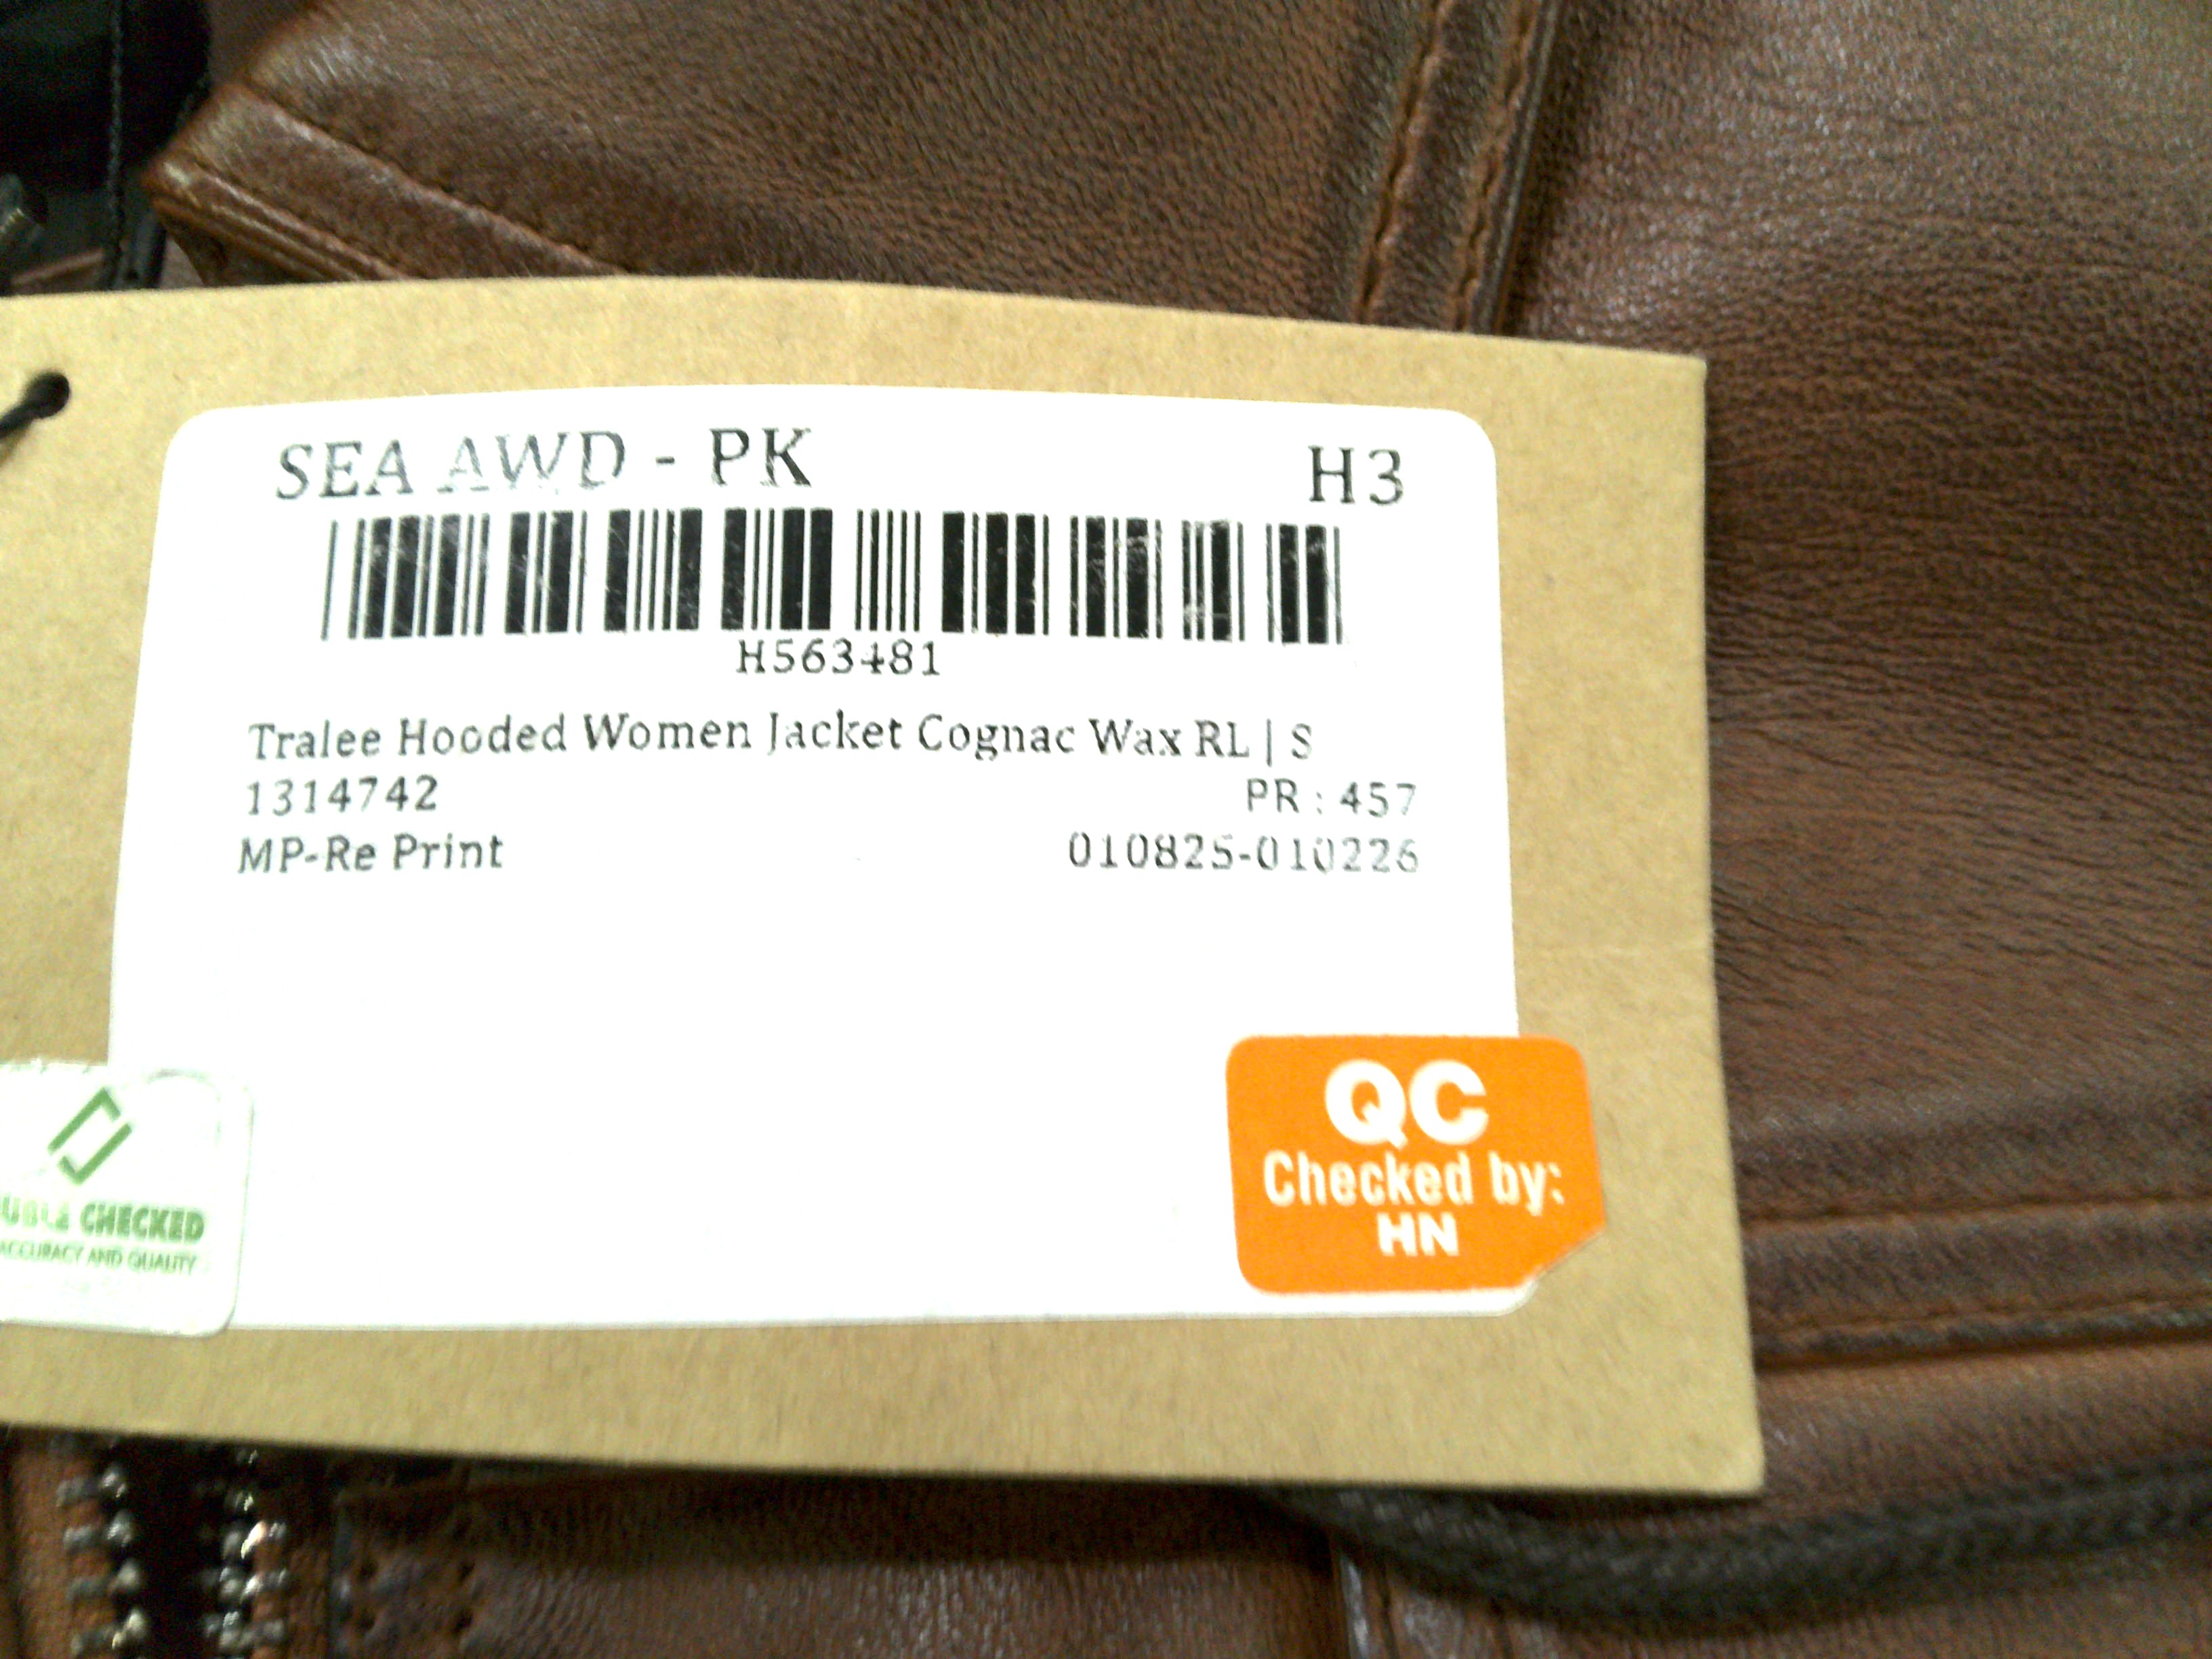 SEA AWD - PK
H3
H563481
Tralee Hooded Women Jacket Cognac Wax RL | S
1314742
PR : 457
MP-Re Print
010825-010226
QC
Checked by:
HN
CHECKED
ACCURACY AND QUALITY